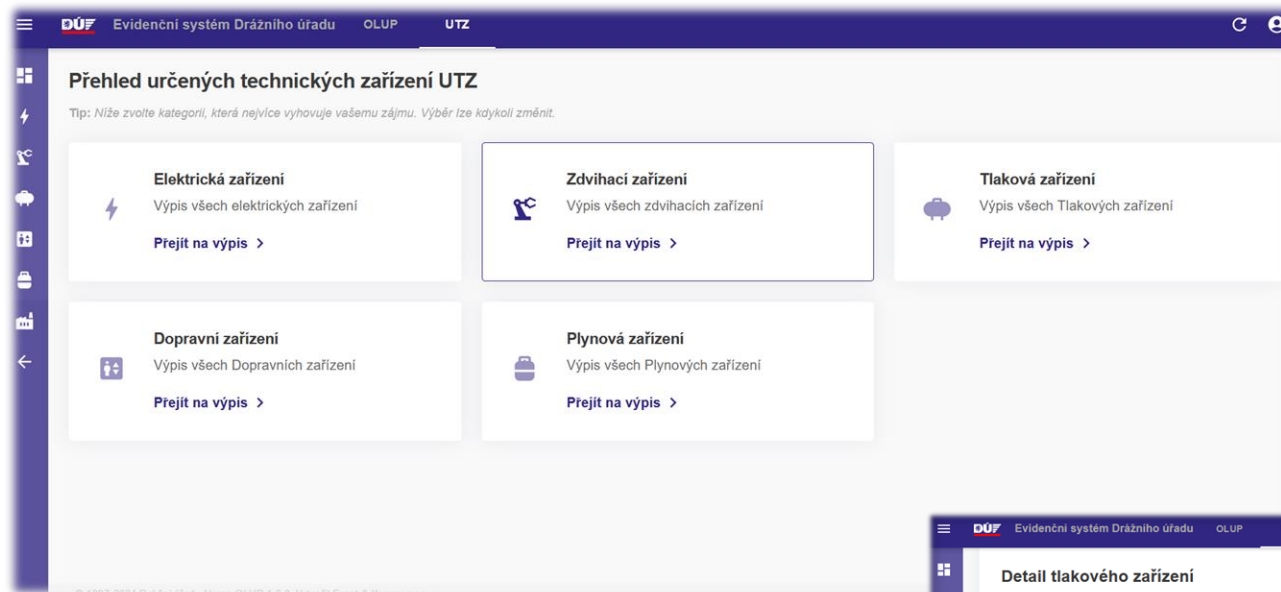 DÚ Evidenční systém Drážního úřadu OLUP UTZ
Přehled určených technických zařízení UTZ
Tip: Níže zvolte kategorii, která nejvíce vyhovuje vašemu zájmu. Výběr lze kdykoli změnit.
Elektrická zařízení
Výpis všech elektrických zařízení
Přejít na výpis
Zdvihací zařízení
Výpis všech zdvihacích zařízení
Přejít na výpis
Tlaková zařízení
Výpis všech Tlakových zařízení
Přejít na výpis
Dopravní zařízení
Výpis všech Dopravních zařízení
Přejít na výpis
Plynová zařízení
Výpis všech Plynových zařízení
Přejít na výpis
DÚ Evidenční systém Drážního úřadu OLUP
Detail tlakového zařízení